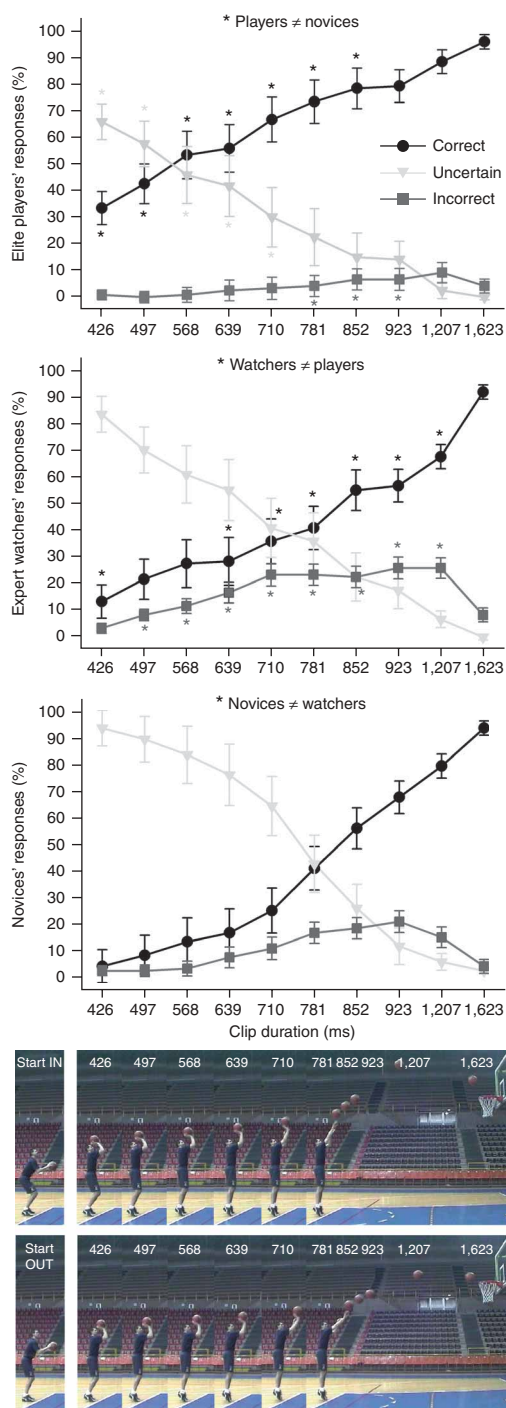 * Players ≠ novices
Elite players' responses (%)
100
90
80
70
60
50
40
30
20
10
0
Correct
Uncertain
Incorrect
426 497 568 639 710 781 852 923 1,207 1,623
* Watchers ≠ players
Expert watchers' responses (%)
100
90
80
70
60
50
40
30
20
10
0
426 497 568 639 710 781 852 923 1,207 1,623
* Novices ≠ watchers
Novices' responses (%)
100
90
80
70
60
50
40
30
20
10
0
426 497 568 639 710 781 852 923 1,207 1,623
Clip duration (ms)
Start IN 426 497 568 639 710 781 852 923 1,207 1,623
Start
OUT
426 497 568 639 710 781 852 923 1,207 1,623